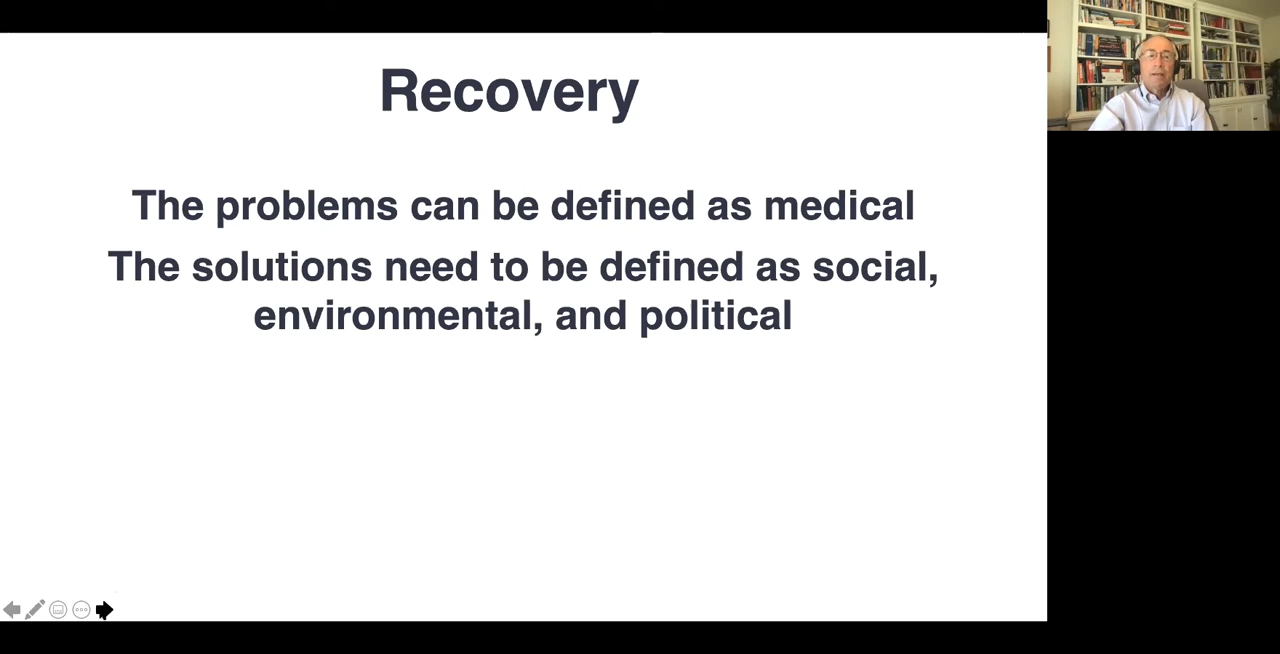 Recovery
The problems can be defined as medical
The solutions need to be defined as social,
environmental, and political